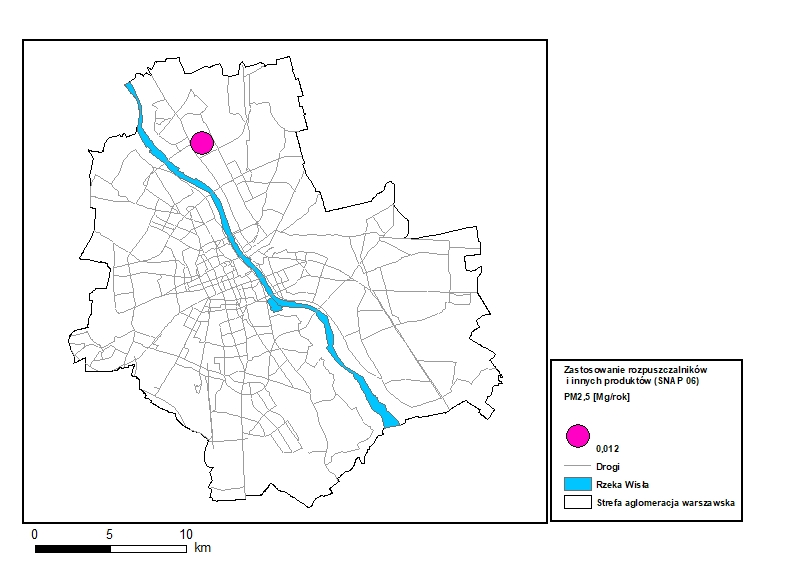 Zastosowanie rozpuszczalników
i innych produktów (SNAP 06)
PM2,5 [Mg/rok]
0,012
Drogi
Rzeka Wisła
Strefa aglomeracja warszawska
0 5 10
km